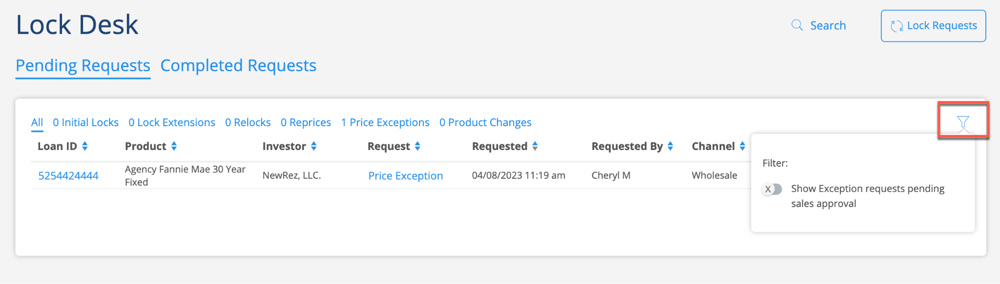 Lock Desk
Search
Lock Requests
Pending Requests Completed Requests
All 0 Initial Locks 0 Lock Extensions 0 Relocks 0 Reprices 1 Price Exceptions 0 Product Changes
Loan ID Product Investor Request Requested Requested By Channel
5254424444 Agency Fannie Mae 30 Year Fixed NewRez, LLC. Price Exception 04/08/2023 11:19 am Cheryl M Wholesale
Filter:
X Show Exception requests pending
sales approval